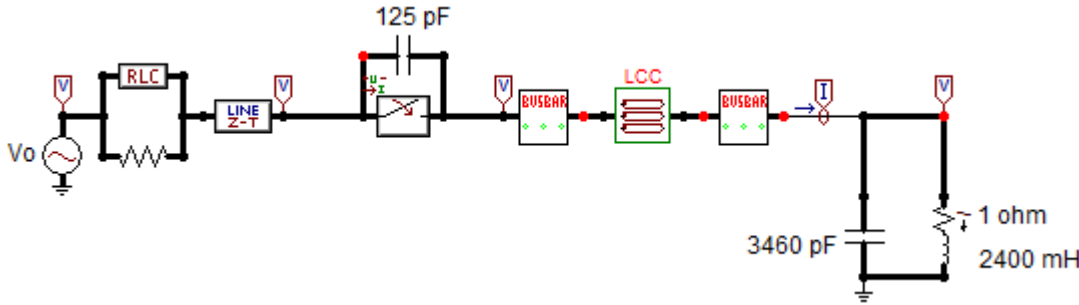 125 pF
V
RLC
V
-u-
I
V
LCC
I
V
LINE
Z-T
BUSBAR
BUSBAR
Vo
1 ohm
3460 pF
2400 mH